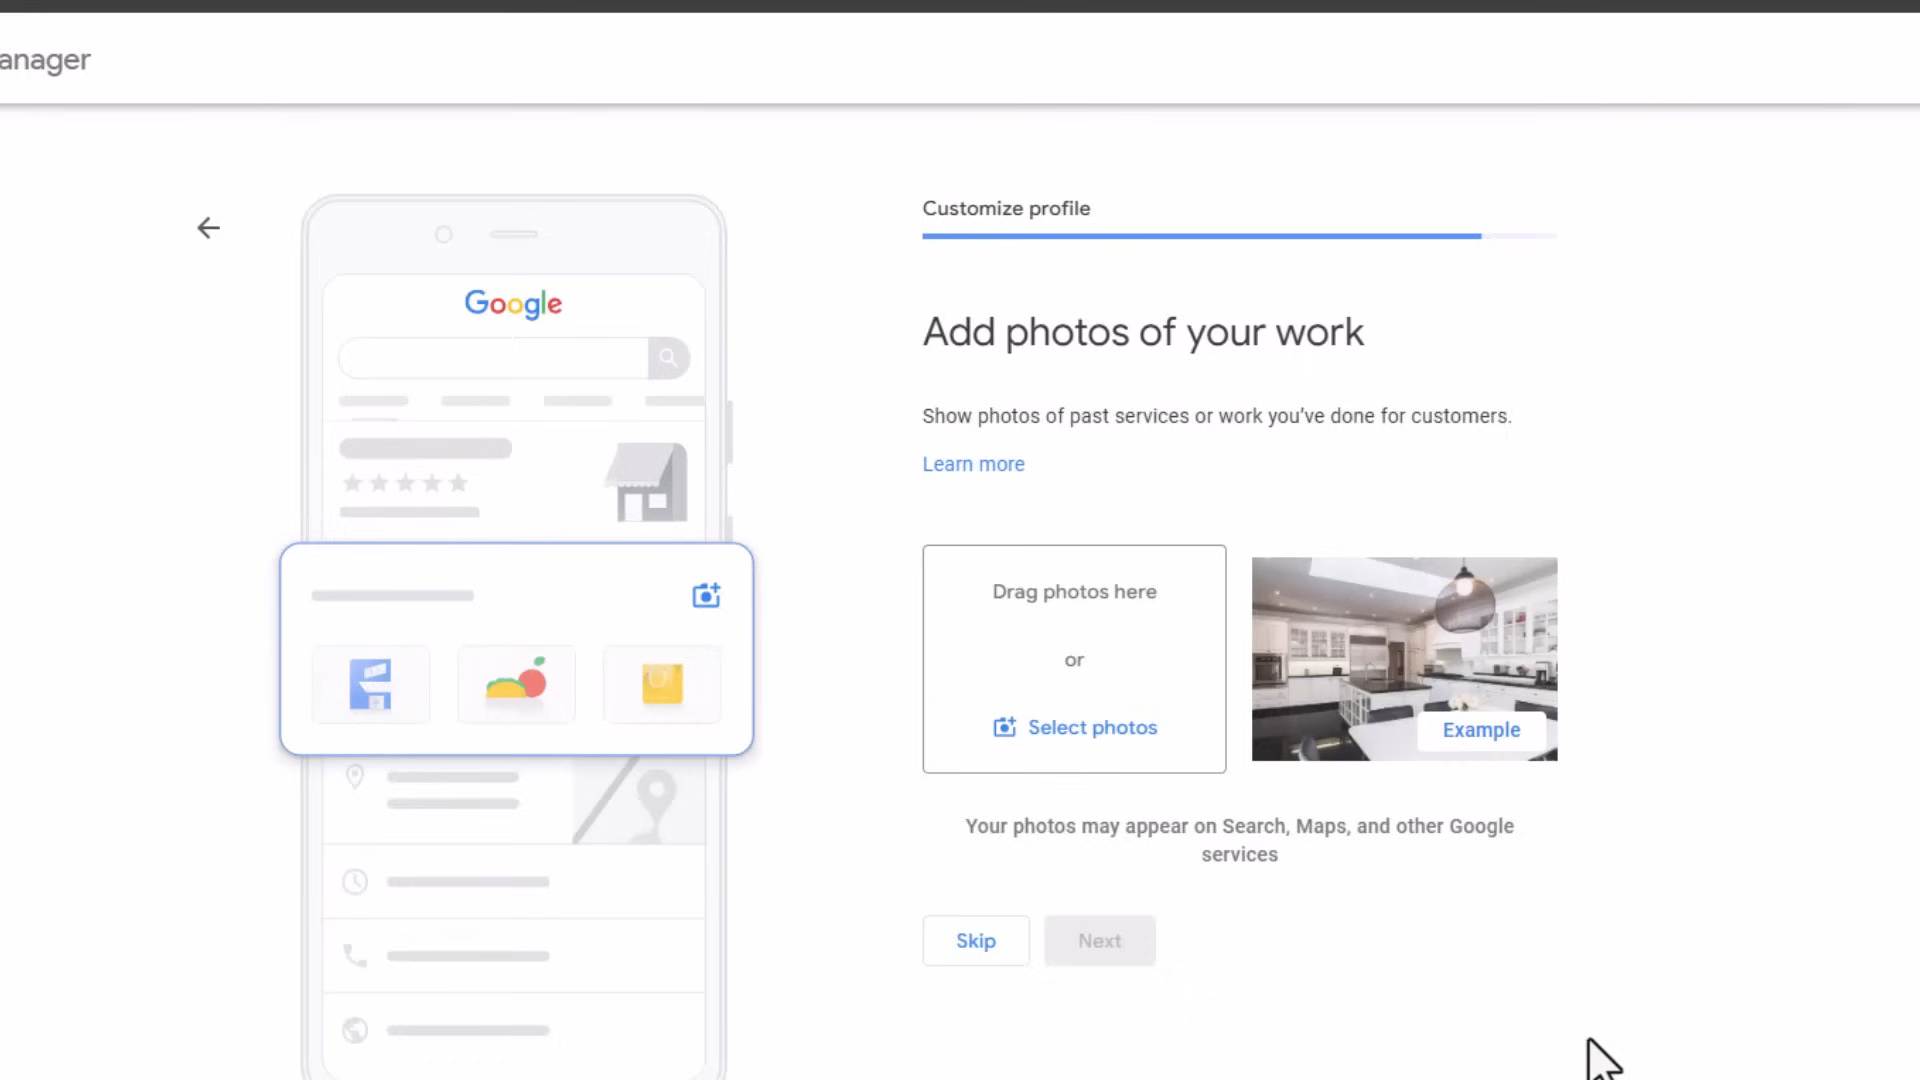 anager
Google
Customize profile
Add photos of your work
Show photos of past services or work you’ve done for customers.
Learn more
Drag photos here
or
Select photos
Example
Your photos may appear on Search, Maps, and other Google
services
Skip
Next